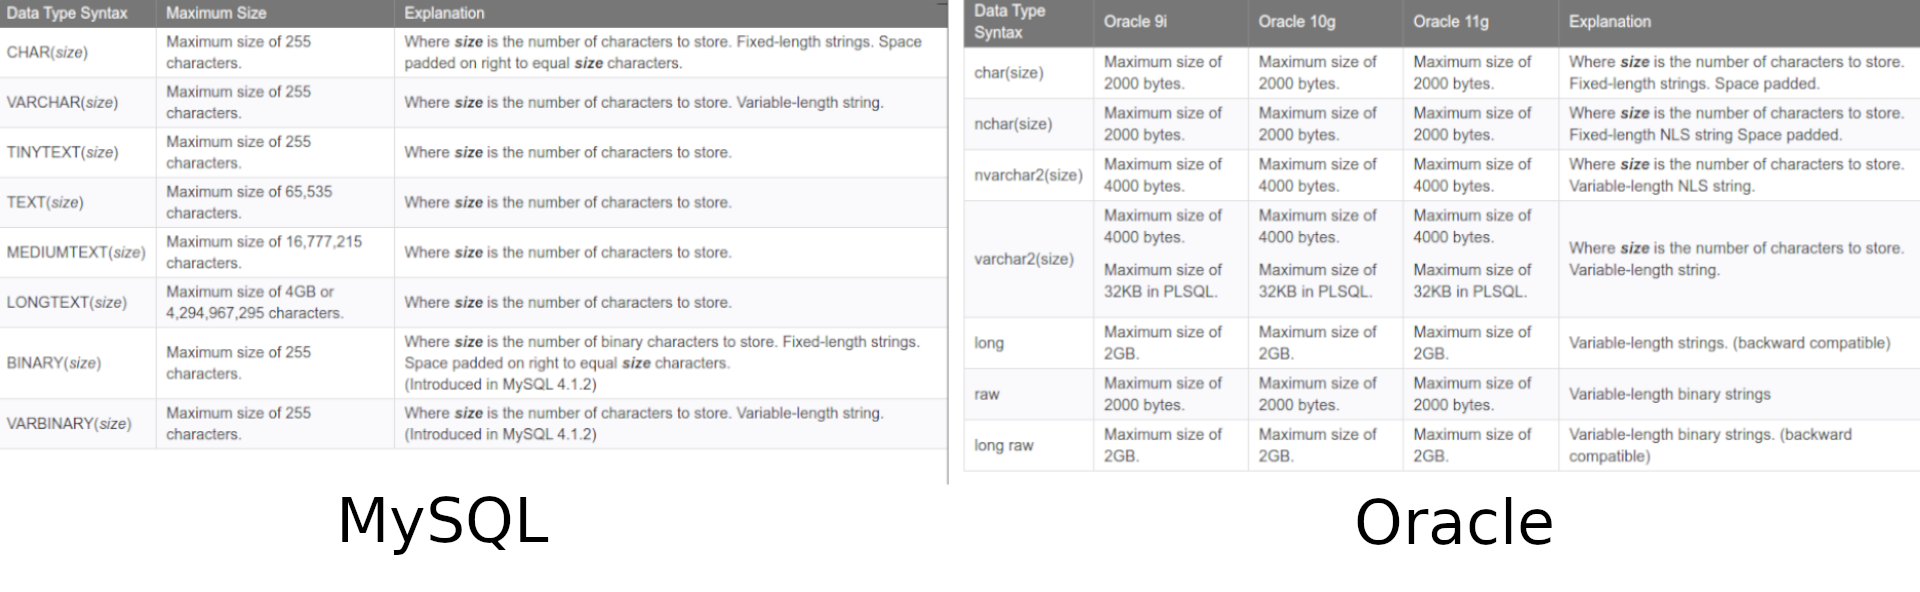 Data Type Syntax Maximum Size Explanation
CHAR(size) Maximum size of 255 characters. Where size is the number of characters to store. Fixed-length strings. Space padded on right to equal size characters.
VARCHAR(size) Maximum size of 255 characters. Where size is the number of characters to store. Variable-length string.
TINYTEXT(size) Maximum size of 255 characters. Where size is the number of characters to store.
TEXT(size) Maximum size of 65,535 characters. Where size is the number of characters to store.
MEDIUMTEXT(size) Maximum size of 16,777,215 characters. Where size is the number of characters to store.
LONGTEXT(size) Maximum size of 4GB or 4,294,967,295 characters. Where size is the number of characters to store.
BINARY(size) Maximum size of 255 characters. Where size is the number of binary characters to store. Fixed-length strings. Space padded on right to equal size characters. (Introduced in MySQL 4.1.2)
VARBINARY(size) Maximum size of 255 characters. Where size is the number of characters to store. Variable-length string. (Introduced in MySQL 4.1.2)
MySQL
Data Type Syntax Oracle 9i Oracle 10g Oracle 11g Explanation
char(size) Maximum size of 2000 bytes. Maximum size of 2000 bytes. Maximum size of 2000 bytes. Where size is the number of characters to store. Fixed-length strings. Space padded.
nchar(size) Maximum size of 2000 bytes. Maximum size of 2000 bytes. Maximum size of 2000 bytes. Where size is the number of characters to store. Fixed-length NLS string Space padded.
nvarchar2(size) Maximum size of 4000 bytes. Maximum size of 4000 bytes. Maximum size of 4000 bytes. Where size is the number of characters to store. Variable-length NLS string.
varchar2(size) Maximum size of 4000 bytes. Maximum size of 32KB in PLSQL. Maximum size of 4000 bytes. Maximum size of 32KB in PLSQL. Maximum size of 4000 bytes. Maximum size of 32KB in PLSQL. Where size is the number of characters to store. Variable-length string.
long Maximum size of 2GB. Maximum size of 2GB. Maximum size of 2GB. Variable-length strings. (backward compatible)
raw Maximum size of 2000 bytes. Maximum size of 2000 bytes. Maximum size of 2000 bytes. Variable-length binary strings
long raw Maximum size of 2GB. Maximum size of 2GB. Maximum size of 2GB. Variable-length binary strings. (backward compatible)
Oracle